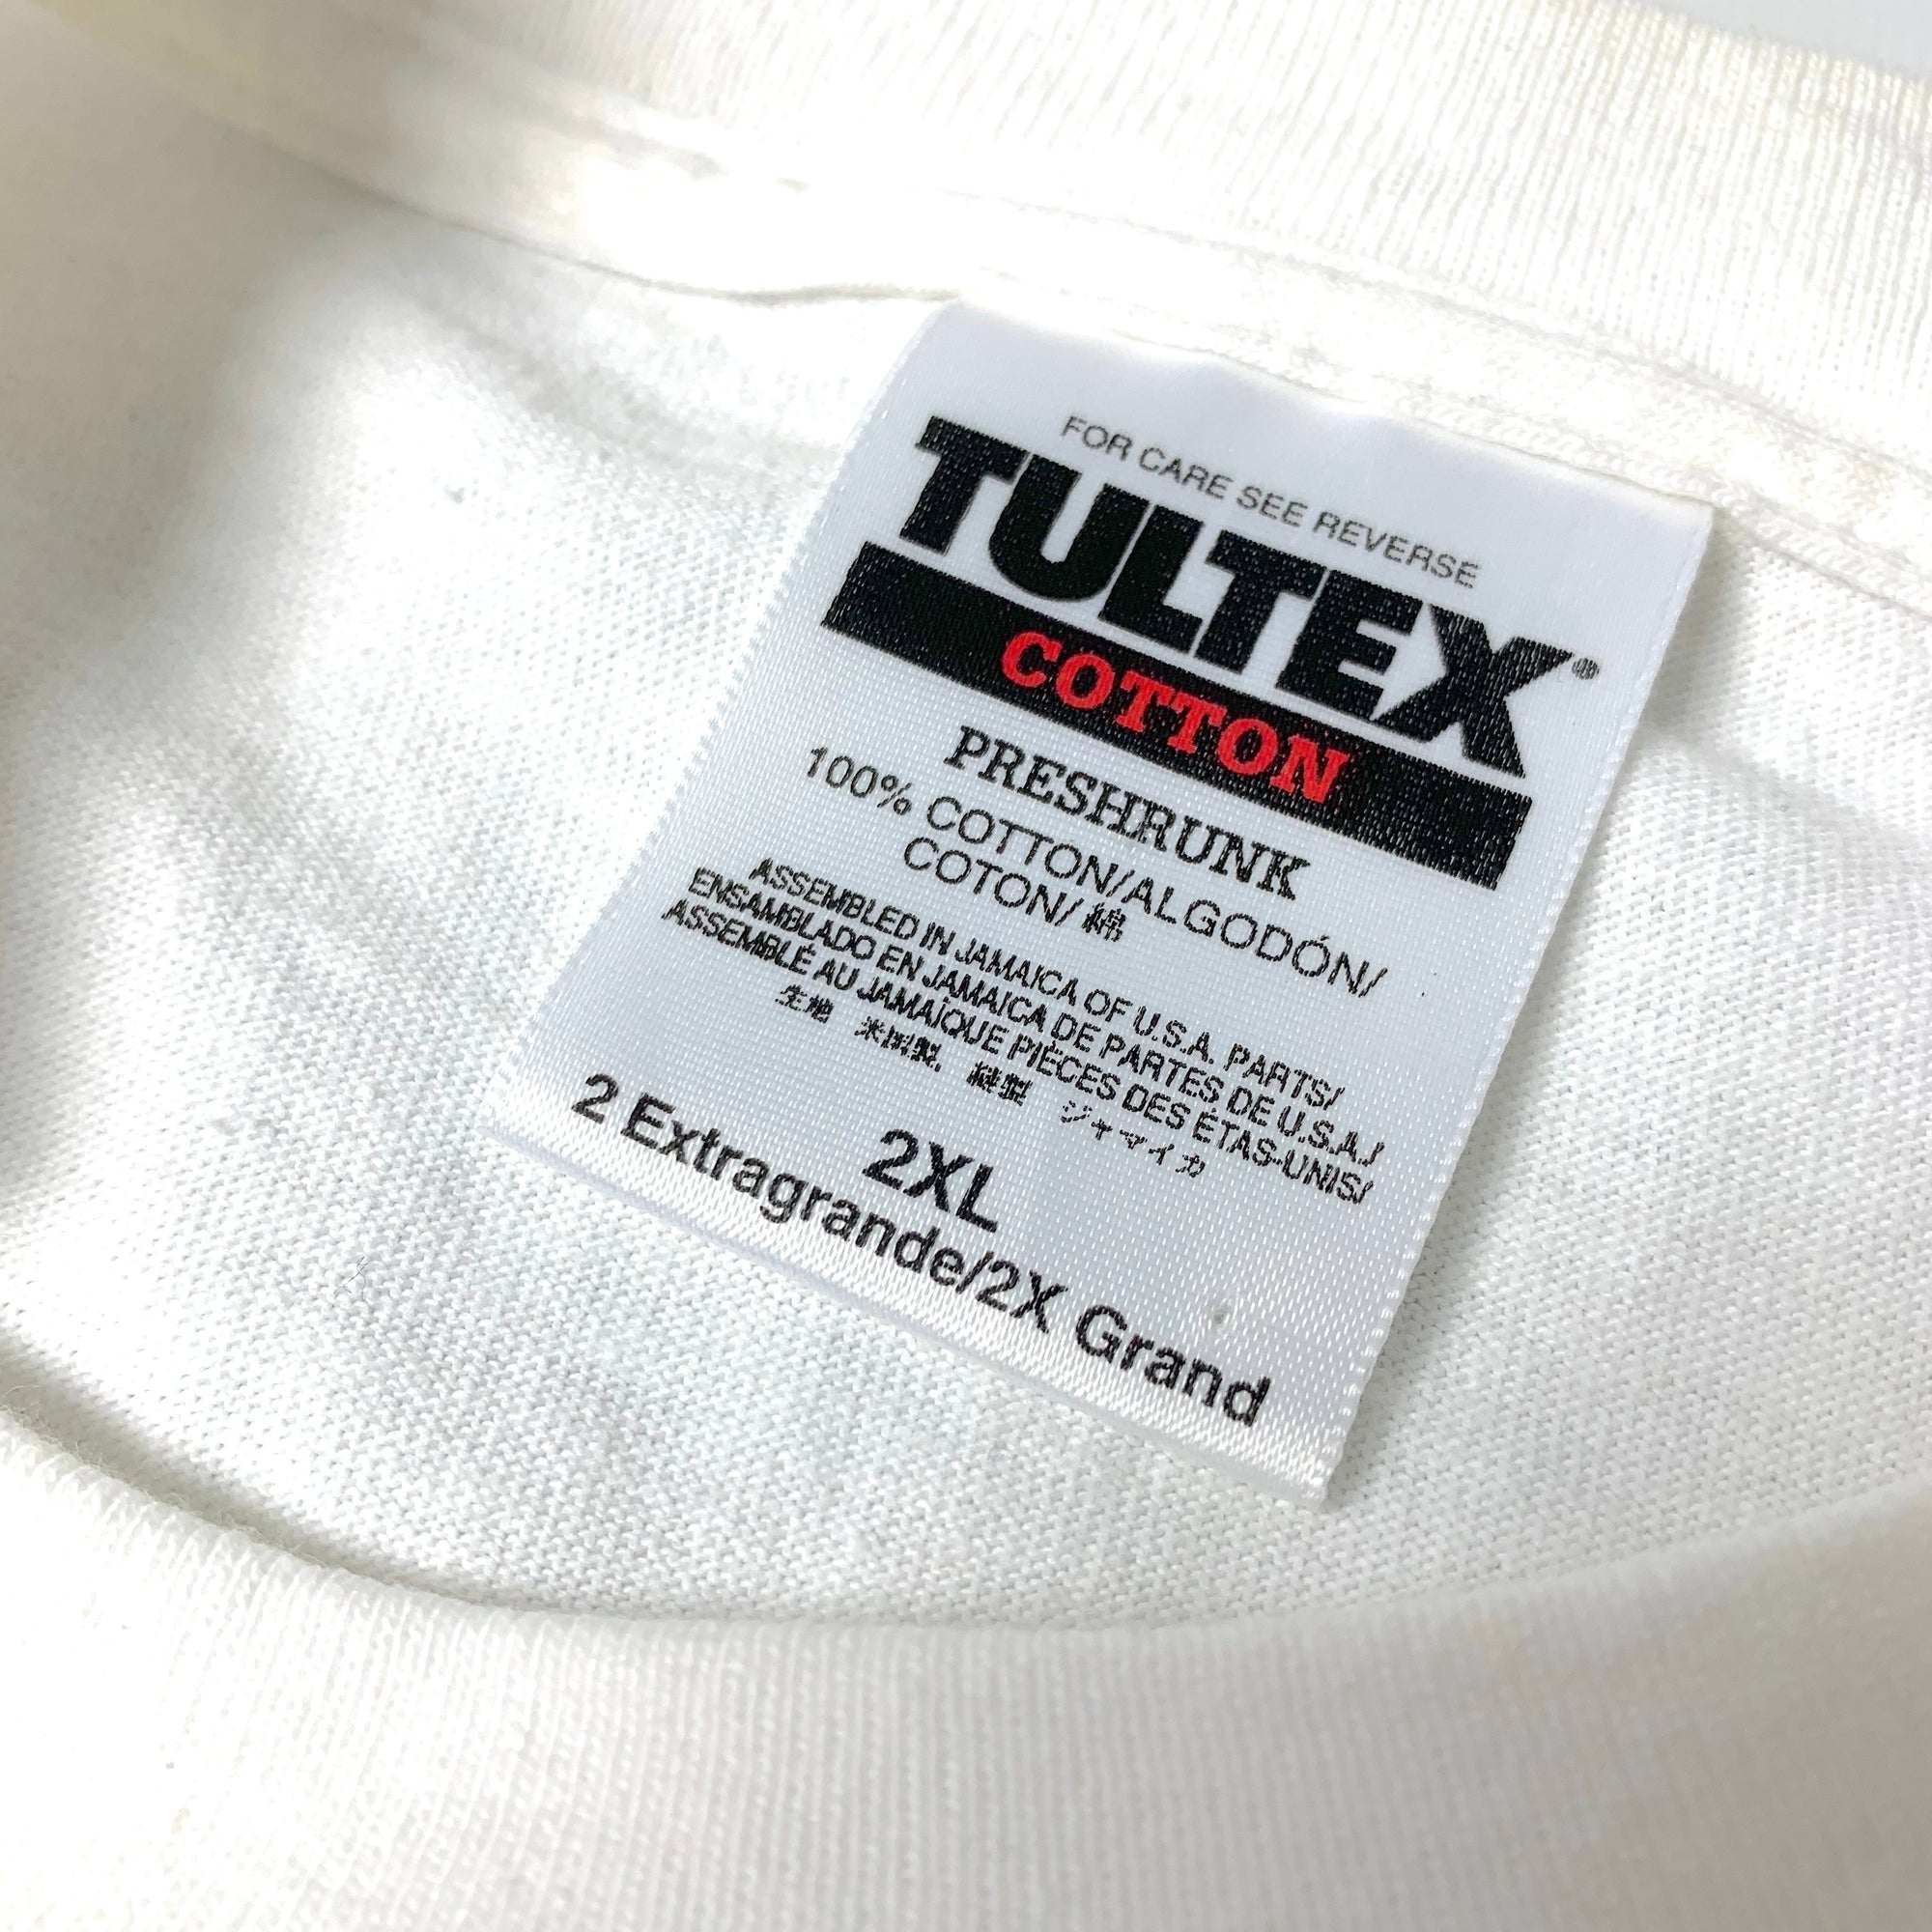 FOR CARE SEE REVERSE
TULTEX®
COTTON
PRESHRUNK
100% COTTON/ALGODÓN/
COTON/綿
ASSEMBLED IN JAMAICA OF U.S.A. PARTS/
ENSAMBLADO EN JAMAICA DE PARTES DE U.S.A./
ASSEMBLÉ AU JAMAÏQUE PIÈCES DES ÉTAS-UNIS/
生地 米国製, 縫製 ジャマイカ
2XL
2 Extragrande/2X Grand